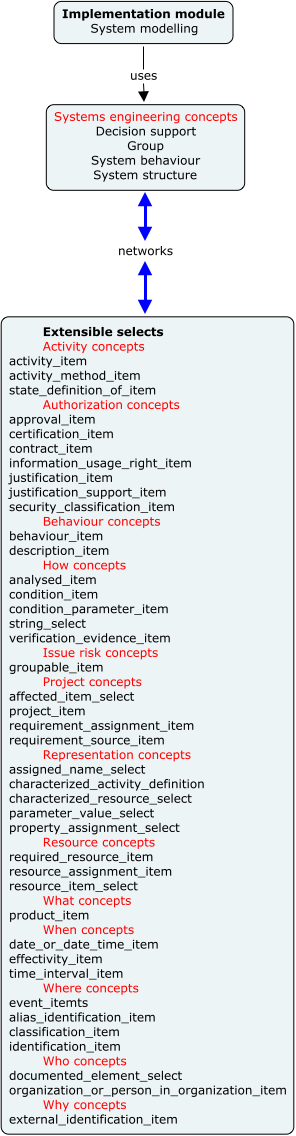 Implementation module
System modelling
uses
Systems engineering concepts
Decision support
Group
System behaviour
System structure
networks
Extensible selects
Activity concepts
activity_item
activity_method_item
state_definition_of_item
Authorization concepts
approval_item
certification_item
contract_item
information_usage_right_item
justification_item
justification_support_item
security_classification_item
Behaviour concepts
behaviour_item
description_item
How concepts
analysed_item
condition_item
condition_parameter_item
string_select
verification_evidence_item
Issue risk concepts
groupable_item
Project concepts
affected_item_select
project_item
requirement_assignment_item
requirement_source_item
Representation concepts
assigned_name_select
characterized_activity_definition
characterized_resource_select
parameter_value_select
property_assignment_select
Resource concepts
required_resource_item
resource_assignment_item
resource_item_select
What concepts
product_item
When concepts
date_or_date_time_item
effectivity_item
time_interval_item
Where concepts
event_itemts
alias_identification_item
classification_item
identification_item
Who concepts
documented_element_select
organization_or_person_in_organization_item
Why concepts
external_identification_item